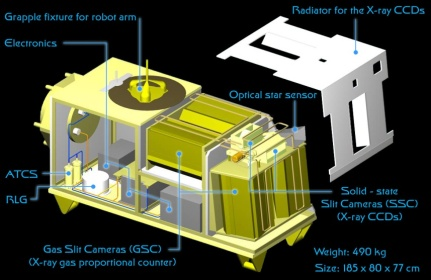 Grapple fixture for robot arm
Radiator for the X-ray CCDs
Electronics
Optical star sensor
ATCS
RLG
Solid - state
Slit Cameras (SSC)
(X-ray CCDs)
Gas Slit Cameras (GSC)
(X-ray gas proportional counter)
Weight: 490 kg
Size: 185 x 80 x 77 cm